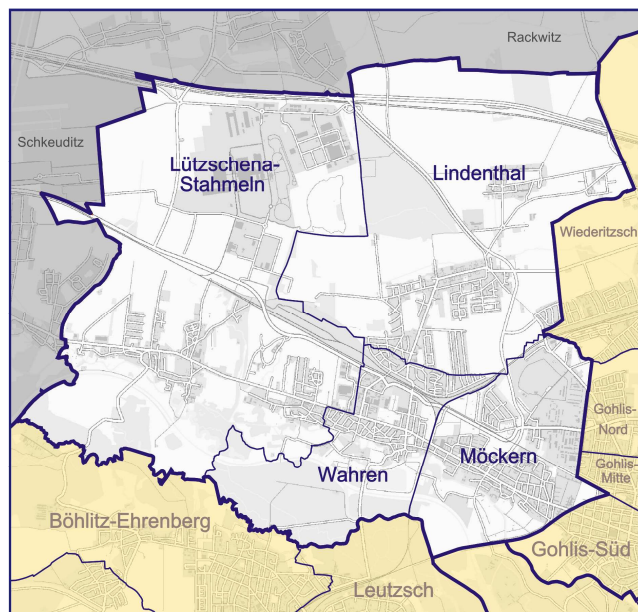 Rackwitz
Schkeuditz
Lützschena-
Stahmeln
Lindenthal
Wiederitzsch
Gohlis-
Nord
Gohlis-
Mitte
Möckern
Wahren
Böhlitz-Ehrenberg
Gohlis-Süd
Leutzsch